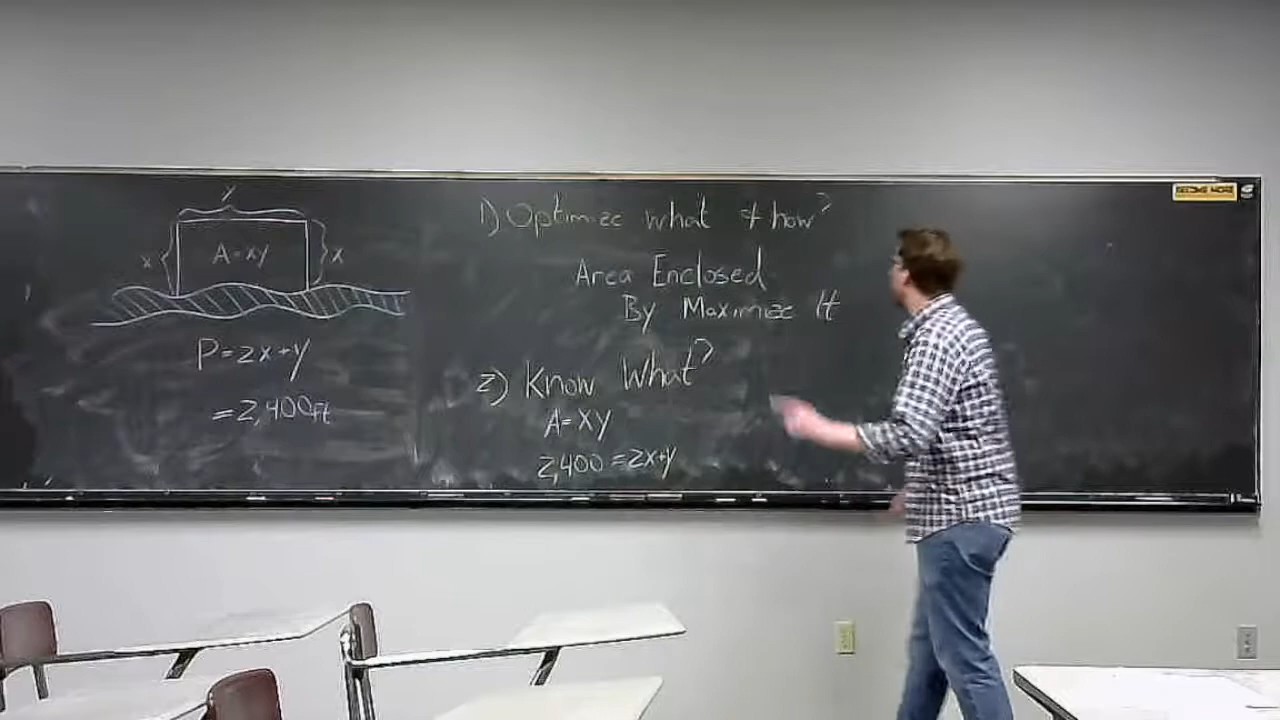 y
x A=xy x
P=2x+y
=2,400ft
1) Optimize what & how?
Area Enclosed
By Maximize It
2) Know What?
A=xy
2,400=2x+y